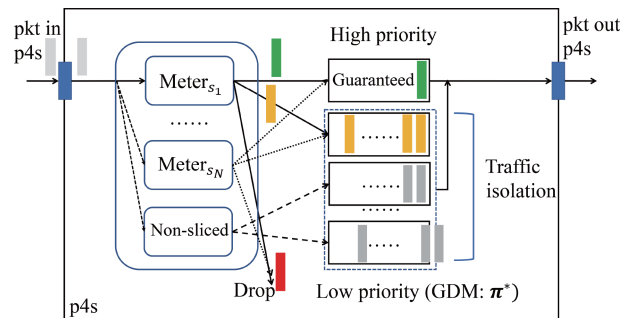 pkt in
p4s
High priority
pkt out
p4s
Meter_{s_1}
Guaranteed
......
......
Meter_{s_N}
......
Traffic
isolation
......
Non-sliced
......
Drop
Low priority (GDM: π*)
p4s